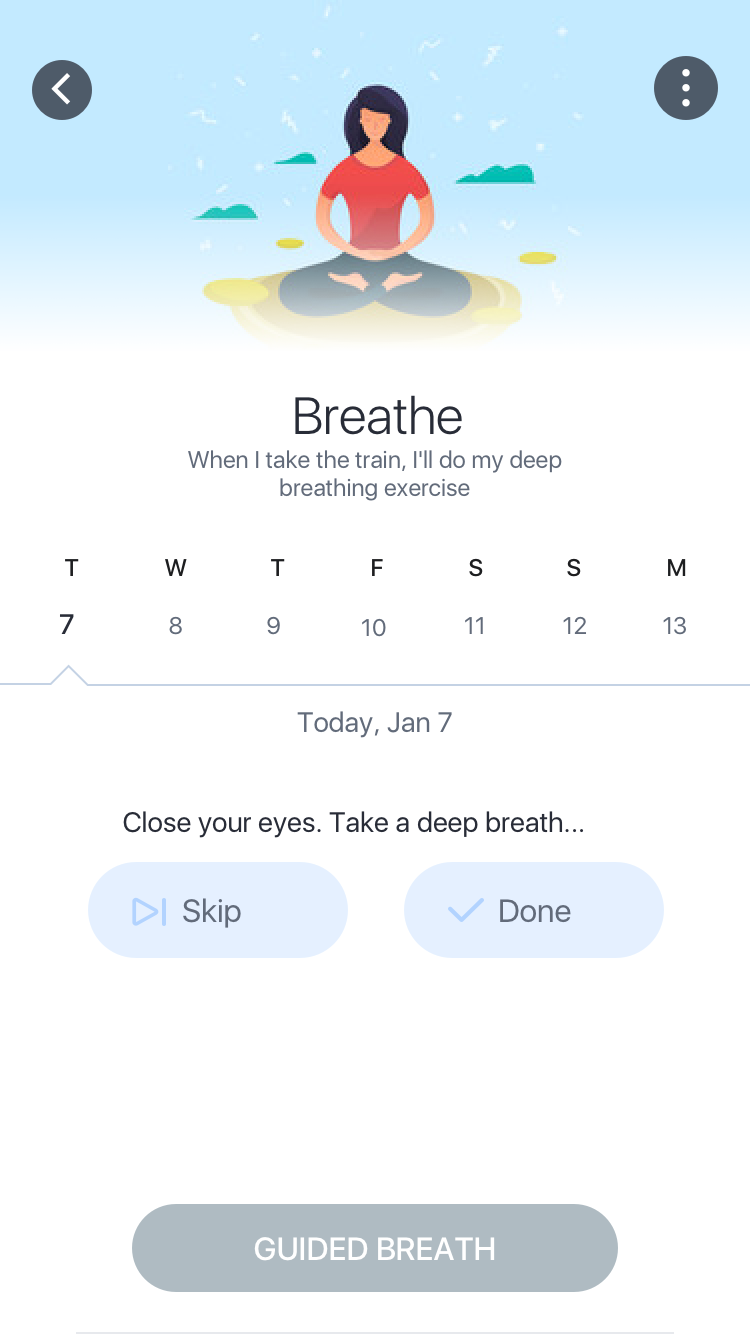 Breathe
When I take the train, I'll do my deep
breathing exercise
T W T F S S M
7 8 9 10 11 12 13
Today, Jan 7
Close your eyes. Take a deep breath...
Skip Done
GUIDED BREATH